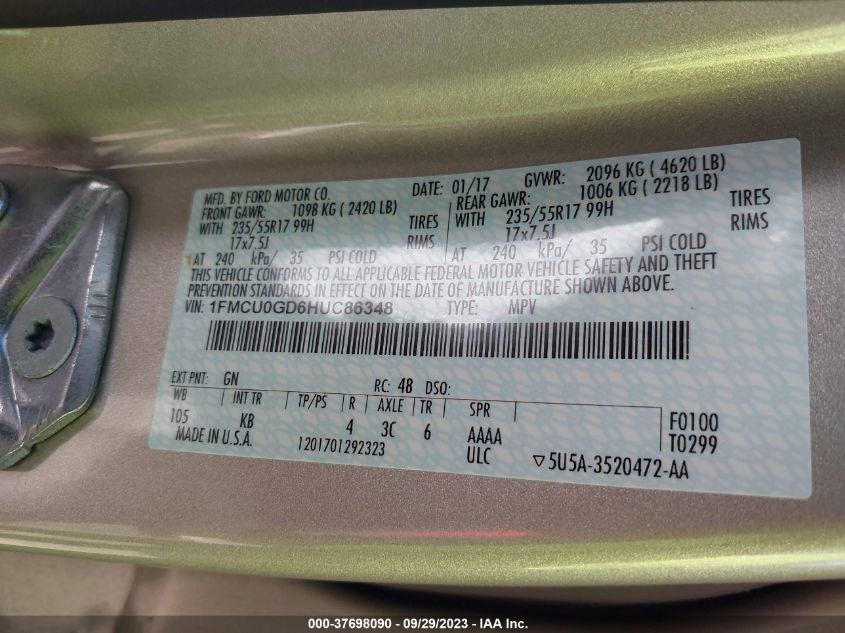 MFD. BY FORD MOTOR CO. DATE: 01/17 GVWR: 2096 KG ( 4620 LB)
FRONT GAWR: 1098 KG ( 2420 LB) REAR GAWR: 1006 KG ( 2218 LB)
WITH 235/55R17 99H TIRES WITH 235/55R17 99H TIRES
17x7.5J RIMS 17x7.5J RIMS
AT 240 kPa/ 35 PSI COLD AT 240 kPa/ 35 PSI COLD
THIS VEHICLE CONFORMS TO ALL APPLICABLE FEDERAL MOTOR VEHICLE SAFETY AND THEFT
PREVENTION STANDARDS IN EFFECT ON THE DATE OF MANUFACTURE SHOWN ABOVE.
VIN: 1FMCU0GD6HUC86348 TYPE: MPV
EXT PNT: GN RC: 48 DSO:
WB INT TR TP/PS R AXLE TR SPR
105 KB 4 3C 6 AAAA F0100
MADE IN U.S.A. 1201701292323 ULC T0299
▽5U5A-3520472-AA
000-37698090 - 09/29/2023 - IAA Inc.